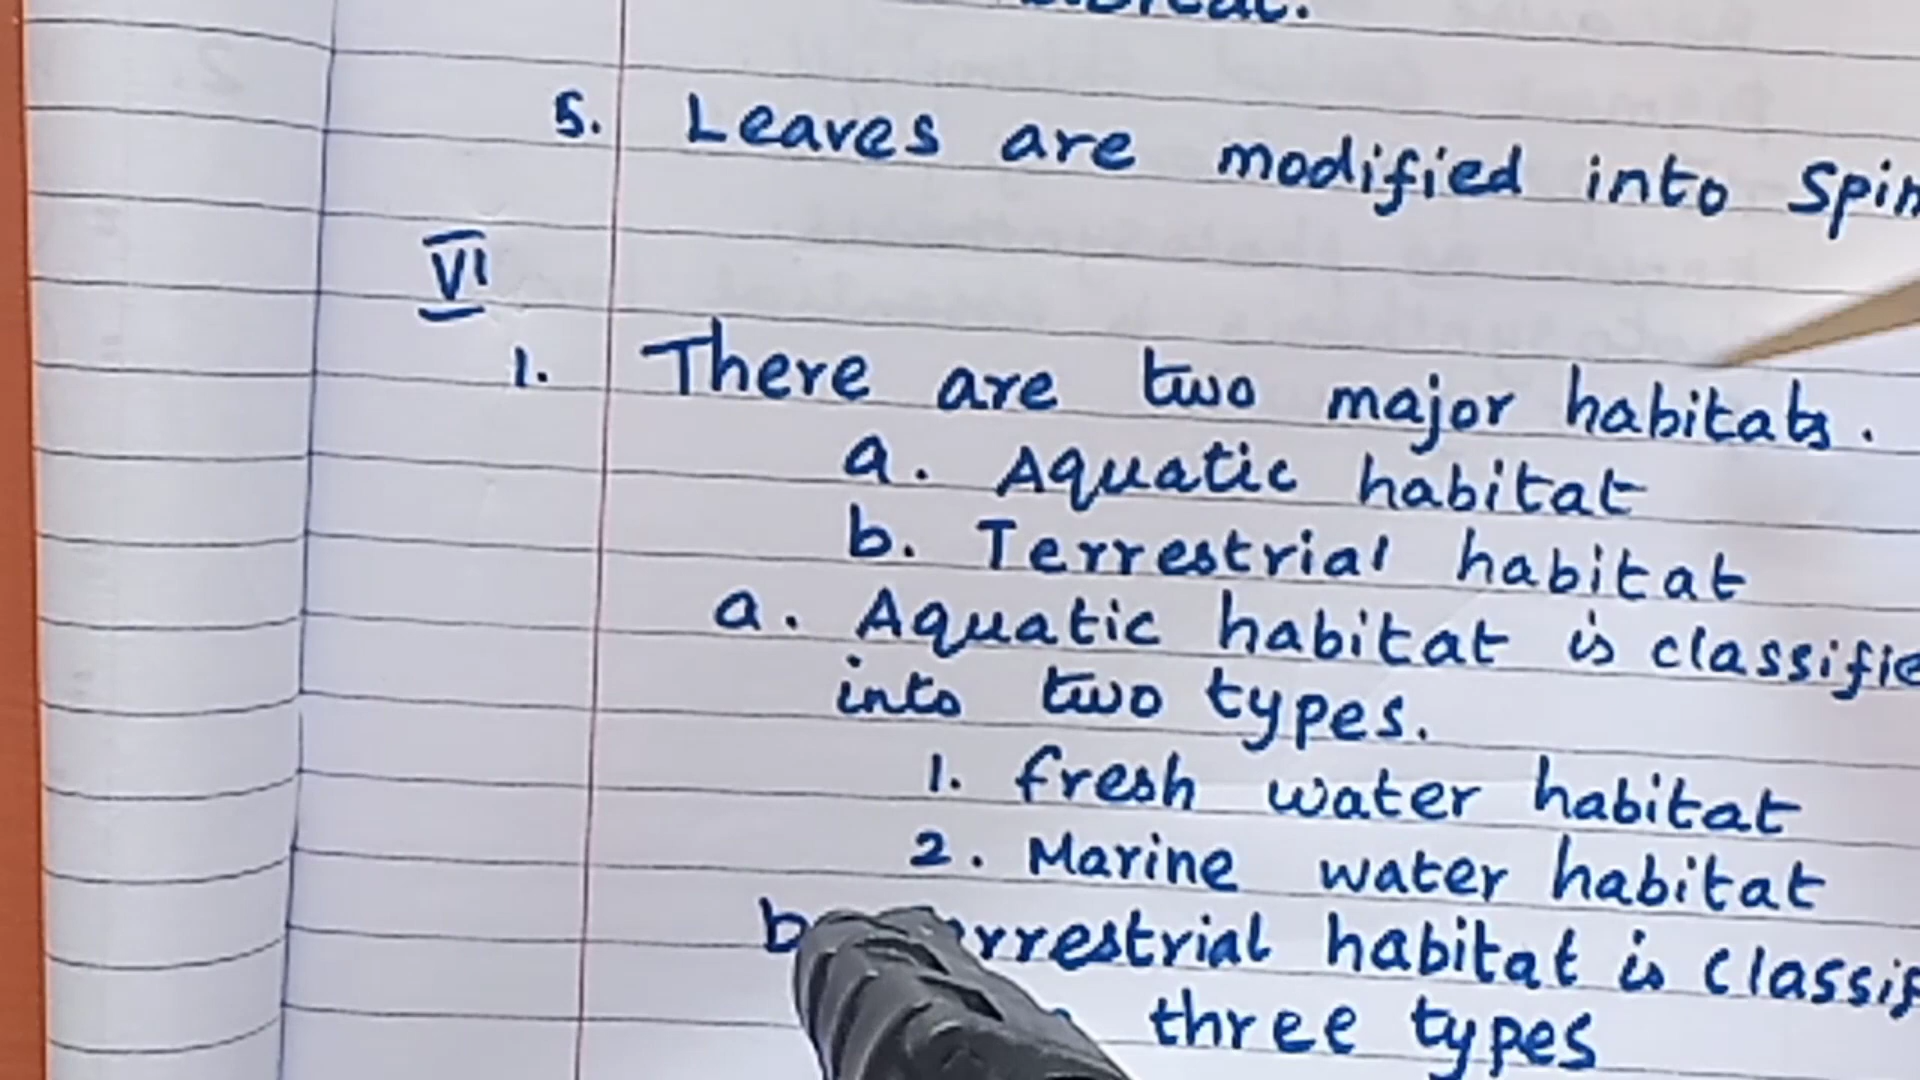 5. Leaves are modified into
VI
1. There are two major habitats.
a. Aquatic habitat
b. Terrestrial habitat
a. Aquatic habitat is
into two types.
1. fresh water habitat
2. Marine water habitat
b habitat is
three types